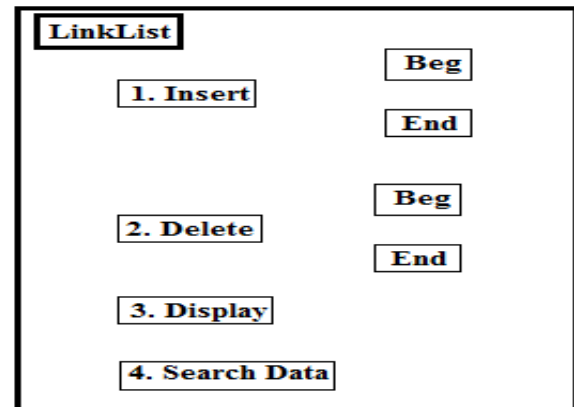 LinkList
Beg
1. Insert
End
Beg
2. Delete
End
3. Display
4. Search Data